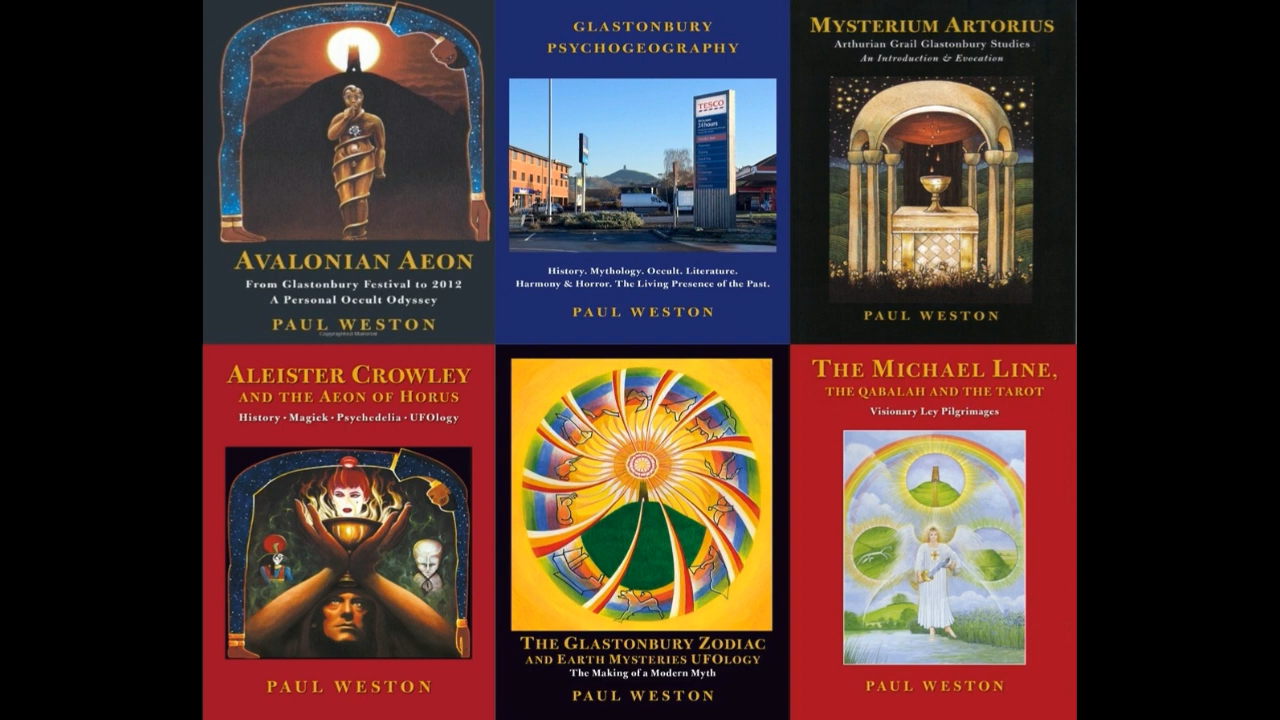 AVALONIAN AEON
From Glastonbury Festival to 2012
A Personal Occult Odyssey
PAUL WESTON
Copyrighted Material
GLASTONBURY
PSYCHOGEOGRAPHY
TESCO
24 hours
History. Mythology. Occult. Literature.
Harmony & Horror. The Living Presence of the Past.
PAUL WESTON
MYSTERIUM ARTORIUS
Arthurian Grail Glastonbury Studies
An Introduction & Evocation
PAUL WESTON
ALEISTER CROWLEY
AND THE AEON OF HORUS
History • Magick • Psychedelia • UFOlogy
PAUL WESTON
THE GLASTONBURY ZODIAC
AND EARTH MYSTERIES UFOLOGY
The Making of a Modern Myth
PAUL WESTON
THE MICHAEL LINE,
THE QABALAH AND THE TAROT
Visionary Ley Pilgrimages
PAUL WESTON